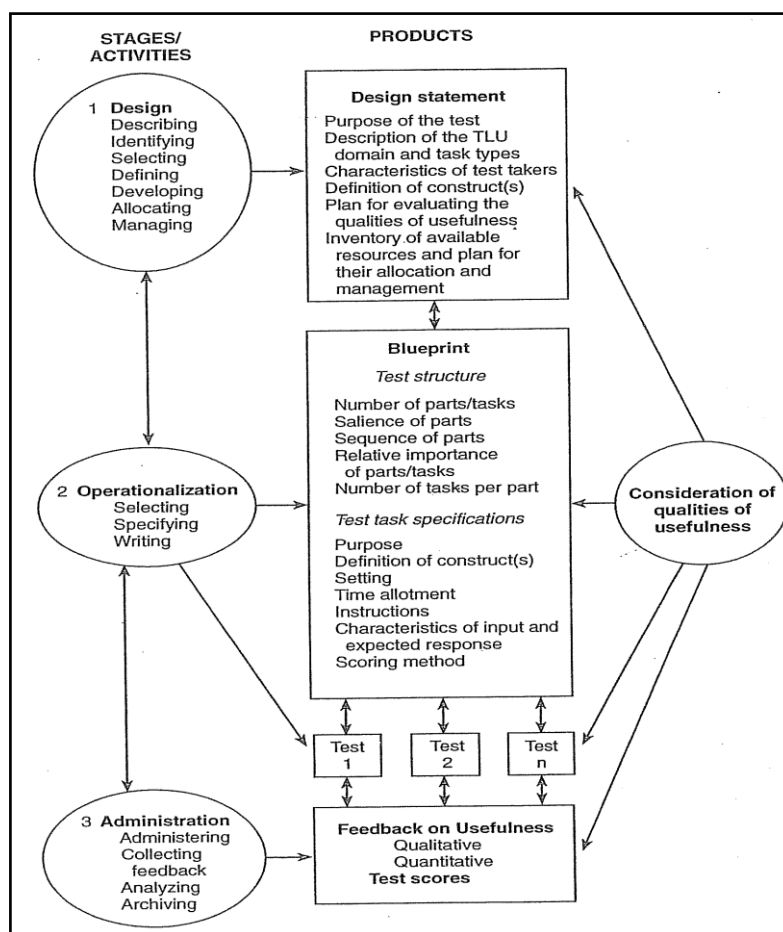 STAGES/
ACTIVITIES
PRODUCTS
1 Design
Describing
Identifying
Selecting
Defining
Developing
Allocating
Managing
Design statement
Purpose of the test
Description of the TLU
domain and task types
Characteristics of test takers
Definition of construct(s)
Plan for evaluating the
qualities of usefulness
Inventory of available
resources and plan for
their allocation and
management
Blueprint
Test structure
Number of parts/tasks
Salience of parts
Sequence of parts
Relative importance
of parts/tasks
Number of tasks per part
Test task specifications
Purpose
Definition of construct(s)
Setting
Time allotment
Instructions
Characteristics of input and
expected response
Scoring method
2 Operationalization
Selecting
Specifying
Writing
Consideration of
qualities of
usefulness
Test
1
Test
2
Test
n
3 Administration
Administering
Collecting
feedback
Analyzing
Archiving
Feedback on Usefulness
Qualitative
Quantitative
Test scores